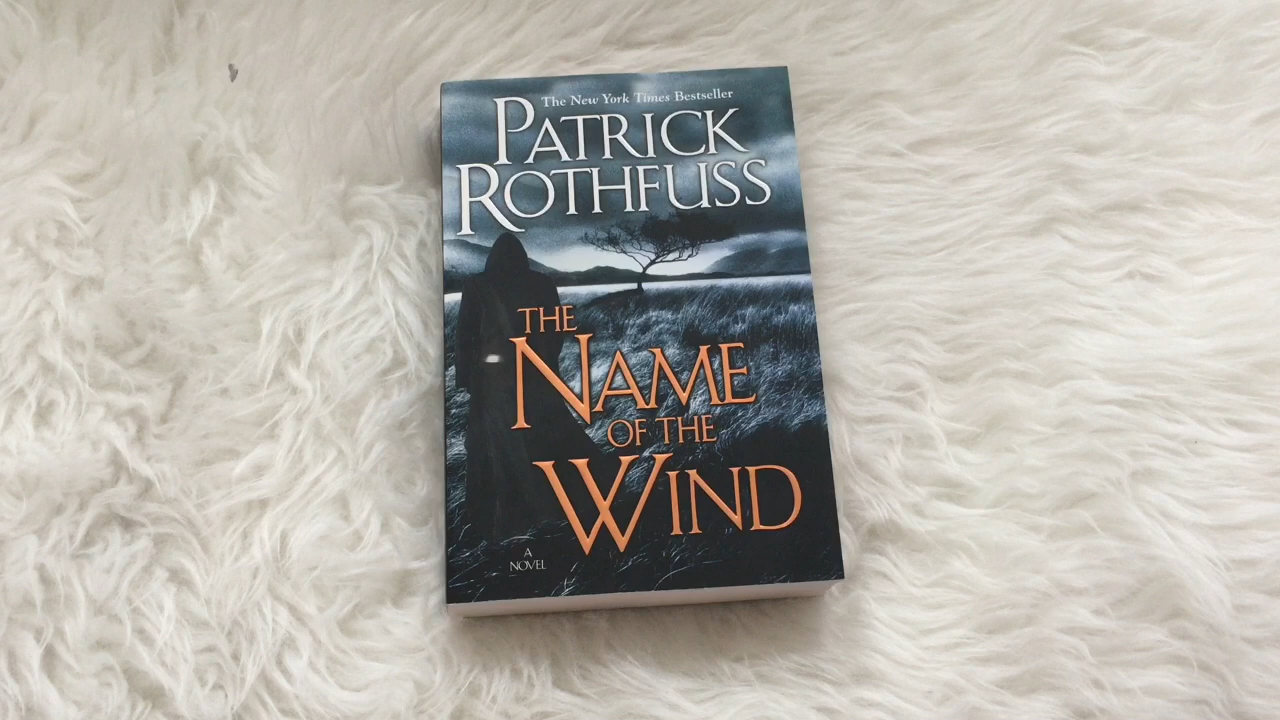 The New York Times Bestseller
PATRICK
ROTHFUSS
THE
NAME
OF THE
WIND
A
NOVEL